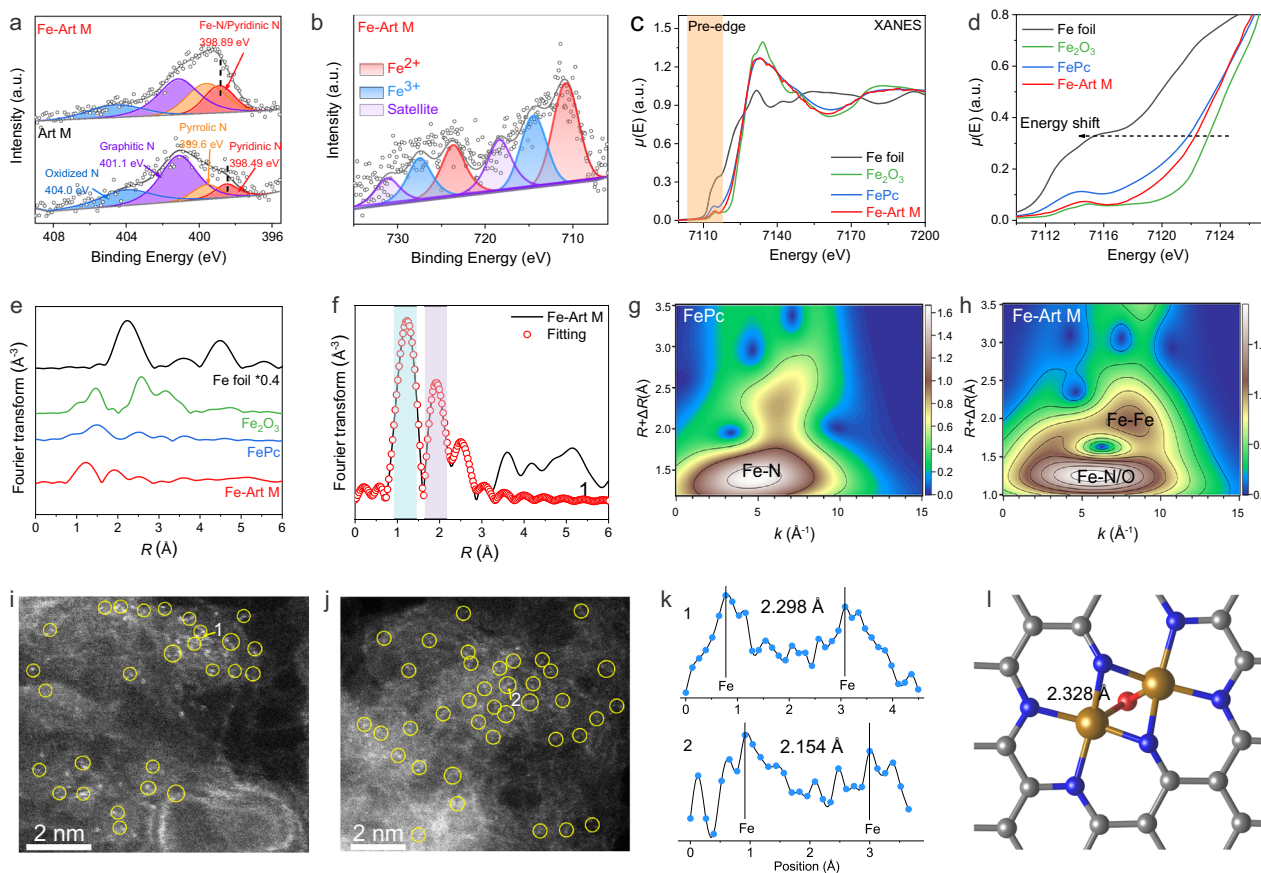 a
Fe-Art M
Fe-N/Pyridinic N
398.89 eV
Art M
Pyrrolic N
399.6 eV
Graphitic N
401.1 eV
Pyridinic N
398.49 eV
Oxidized N
404.0 eV
Intensity (a.u.)
408 404 400 396
Binding Energy (eV)
b
Fe-Art M
Fe2+
Fe3+
Satellite
Intensity (a.u.)
730 720 710
Binding Energy (eV)
c
Pre-edge
XANES
Fe foil
Fe2O3
FePc
Fe-Art M
μ(E) (a.u.)
1.5
1.2
0.9
0.6
0.3
0.0
7110 7140 7170 7200
Energy (eV)
d
Fe foil
Fe2O3
FePc
Fe-Art M
Energy shift
μ(E) (a.u.)
0.8
0.6
0.4
0.2
0.0
7112 7116 7120 7124
Energy (eV)
e
Fe foil *0.4
Fe2O3
FePc
Fe-Art M
Fourier transform (Å-3)
0 1 2 3 4 5 6
R (Å)
f
Fe-Art M
Fitting
1
Fourier transform (Å-3)
0 1 2 3 4 5 6
R (Å)
g
FePc
Fe-N
R+ΔR(Å)
3.5
3.0
2.5
2.0
1.5
0 5 10 15
k (Å-1)
1.6
1.4
1.2
1.0
0.8
0.6
0.4
0.2
0.0
h
Fe-Art M
Fe-Fe
Fe-N/O
R+ΔR(Å)
3.5
3.0
2.5
2.0
1.5
1.0
0 5 10 15
k (Å-1)
i
1
2 nm
j
2
2 nm
k
1
2.298 Å
Fe
Fe
0 1 2 3 4
2
2.154 Å
Fe
Fe
0 1 2 3
Position (Å)
l
2.328 Å